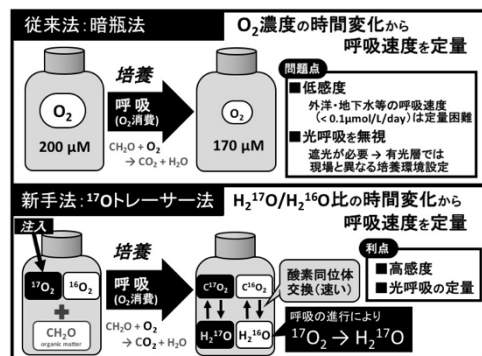 従来法：暗瓶法
O₂濃度の時間変化から
呼吸速度を定量
O₂
200 μM
培養
呼吸
(O₂消費)
CH₂O + O₂
→ CO₂ + H₂O
O₂
170 μM
問題点
■低感度
外洋・地下水等の呼吸速度
(< 0.1μmol/L/day)は定量困難
■光呼吸を無視
遮光が必要 → 有光層では
現場と異なる培養環境設定
新手法：¹⁷Oトレーサー法
H₂¹⁷O/H₂¹⁶O比の時間変化から
呼吸速度を定量
注入
¹⁷O₂
¹⁶O₂
+
CH₂O
organic matter
培養
呼吸
(O₂消費)
CH₂O + O₂
→ CO₂ + H₂O
C¹⁷O₂
C¹⁶O₂
H₂¹⁷O
H₂¹⁶O
酸素同位体
交換(速い)
利点
■高感度
■光呼吸の定量
呼吸の進行により
¹⁷O₂ → H₂¹⁷O